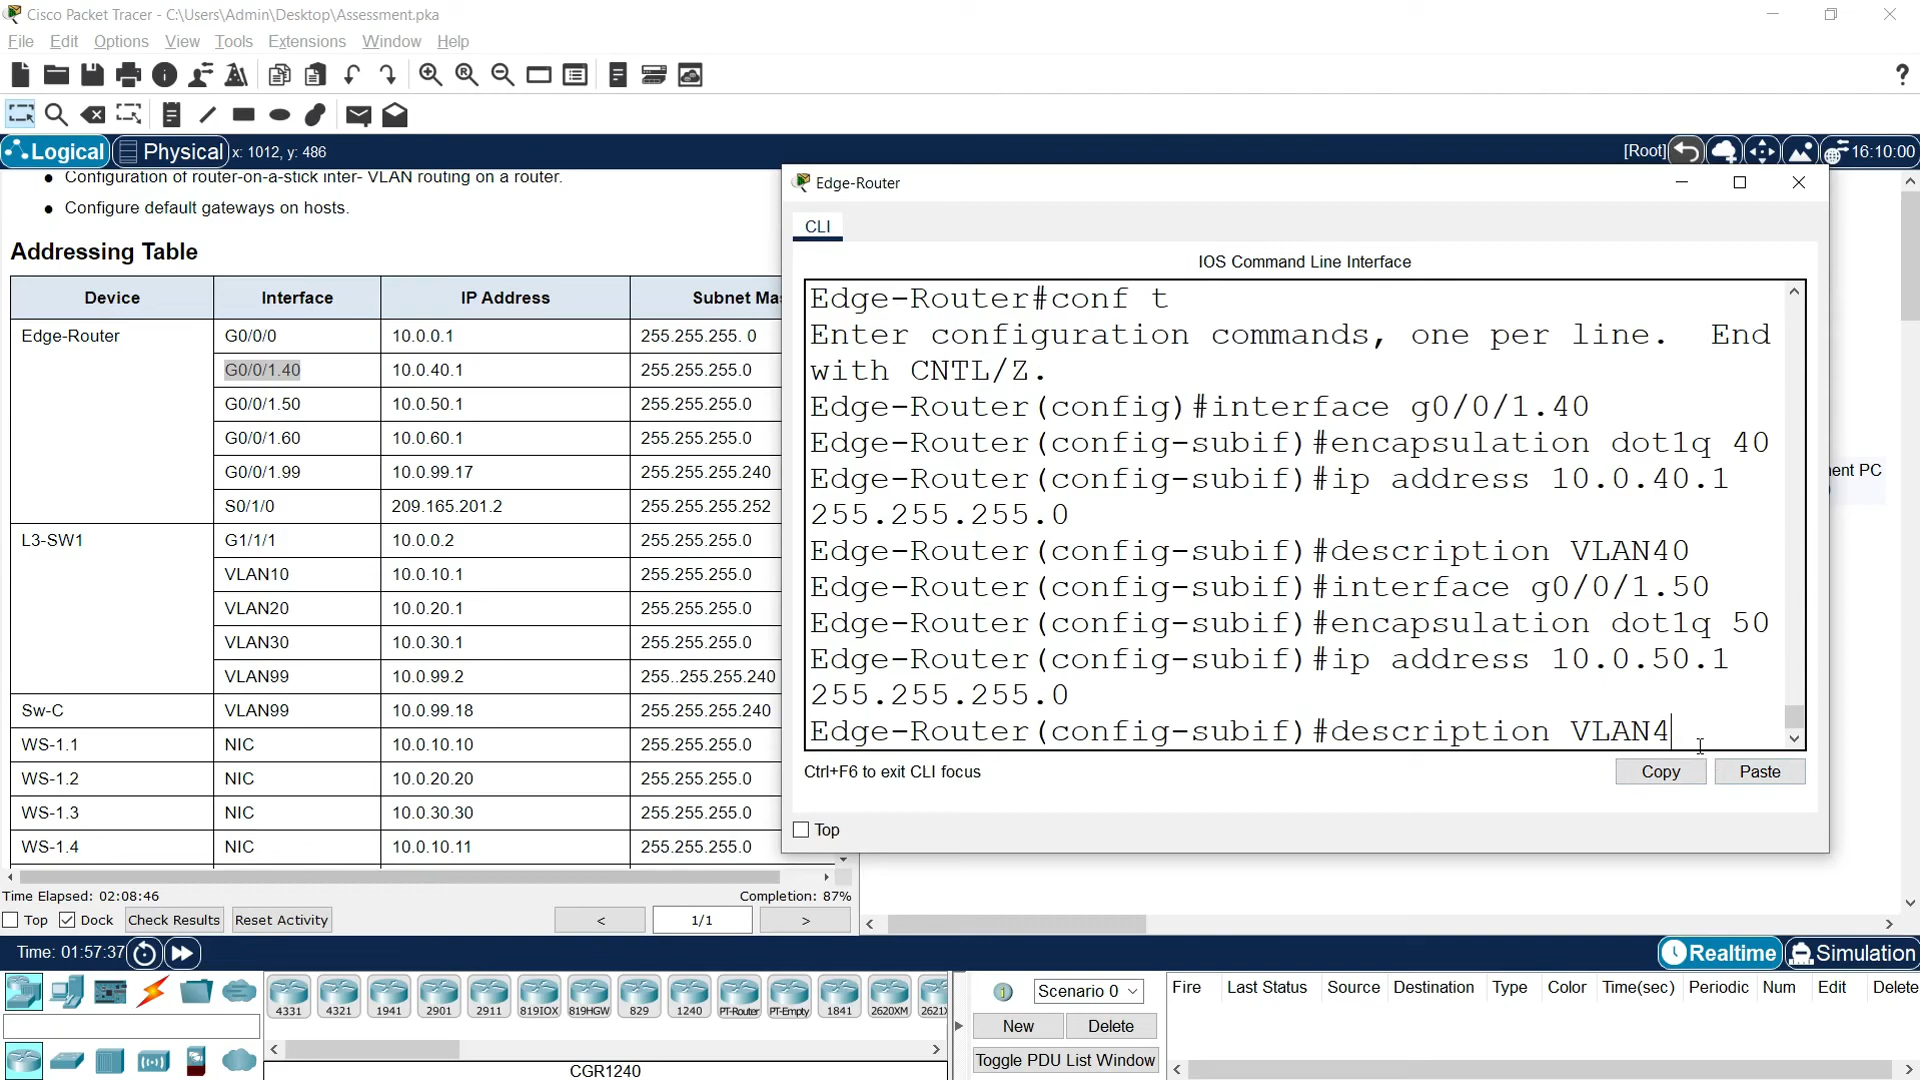 Cisco Packet Tracer - C:\Users\Admin\Desktop\Assessment.pka
File Edit Options View Tools Extensions Window Help
?
Logical Physical x: 1012, y: 486 [Root] 16:10:00
● Configuration of router-on-a-stick inter- VLAN routing on a router.
● Configure default gateways on hosts.
Addressing Table
Device Interface IP Address Subnet Mas
Edge-Router G0/0/0 10.0.0.1 255.255.255. 0
G0/0/1.40 10.0.40.1 255.255.255.0
G0/0/1.50 10.0.50.1 255.255.255.0
G0/0/1.60 10.0.60.1 255.255.255.0
G0/0/1.99 10.0.99.17 255.255.255.240
S0/1/0 209.165.201.2 255.255.255.252
L3-SW1 G1/1/1 10.0.0.2 255.255.255.0
VLAN10 10.0.10.1 255.255.255.0
VLAN20 10.0.20.1 255.255.255.0
VLAN30 10.0.30.1 255.255.255.0
VLAN99 10.0.99.2 255..255.255.240
Sw-C VLAN99 10.0.99.18 255.255.255.240
WS-1.1 NIC 10.0.10.10 255.255.255.0
WS-1.2 NIC 10.0.20.20 255.255.255.0
WS-1.3 NIC 10.0.30.30 255.255.255.0
WS-1.4 NIC 10.0.10.11 255.255.255.0
Edge-Router
CLI
IOS Command Line Interface
Edge-Router#conf t
Enter configuration commands, one per line. End
with CNTL/Z.
Edge-Router(config)#interface g0/0/1.40
Edge-Router(config-subif)#encapsulation dot1q 40
Edge-Router(config-subif)#ip address 10.0.40.1
255.255.255.0
Edge-Router(config-subif)#description VLAN40
Edge-Router(config-subif)#interface g0/0/1.50
Edge-Router(config-subif)#encapsulation dot1q 50
Edge-Router(config-subif)#ip address 10.0.50.1
255.255.255.0
Edge-Router(config-subif)#description VLAN4
Ctrl+F6 to exit CLI focus Copy Paste
Top
ent PC
Time Elapsed: 02:08:46 Completion: 87%
Top Dock Check Results Reset Activity < 1/1 >
Time: 01:57:37 Realtime Simulation
4331 4321 1941 2901 2911 819IOX 819HGW 829 1240 PT-Router PT-Empty 1841 2620XM 2621X
CGR1240
Scenario 0
New Delete
Toggle PDU List Window
Fire Last Status Source Destination Type Color Time(sec) Periodic Num Edit Delete